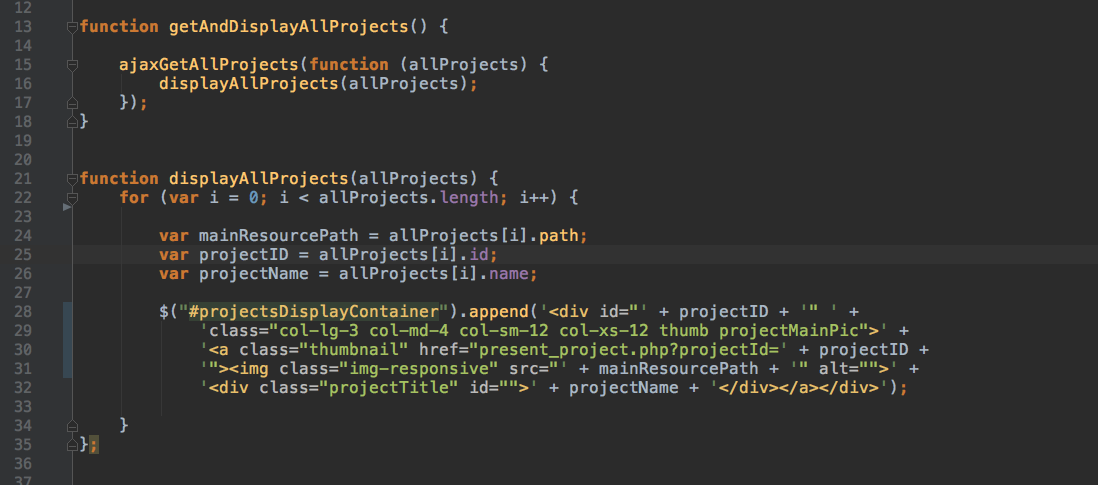 12
13 function getAndDisplayAllProjects() {
14
15     ajaxGetAllProjects(function (allProjects) {
16         displayAllProjects(allProjects);
17     });
18 }
19
20
21 function displayAllProjects(allProjects) {
22     for (var i = 0; i < allProjects.length; i++) {
23
24         var mainResourcePath = allProjects[i].path;
25         var projectID = allProjects[i].id;
26         var projectName = allProjects[i].name;
27
28         $("#projectsDisplayContainer").append('<div id="' + projectID + '" ' +
29             'class="col-lg-3 col-md-4 col-sm-12 col-xs-12 thumb projectMainPic">' +
30             '<a class="thumbnail" href="present_project.php?projectId=' + projectID +
31             '"><img class="img-responsive" src="' + mainResourcePath + '" alt="">' +
32             '<div class="projectTitle" id="">' + projectName + '</div></a></div>');
33
34     }
35 };
36
37